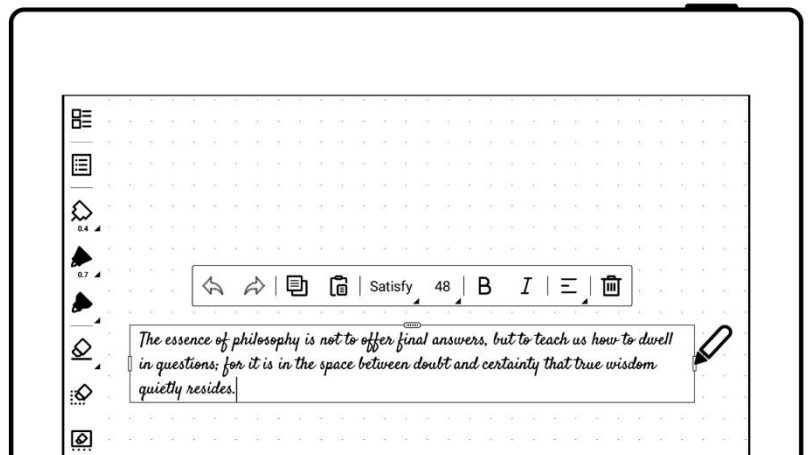 0.4
0.7
Satisfy 48 B I
The essence of philosophy is not to offer final answers, but to teach us how to dwell
in questions; for it is in the space between doubt and certainty that true wisdom
quietly resides.